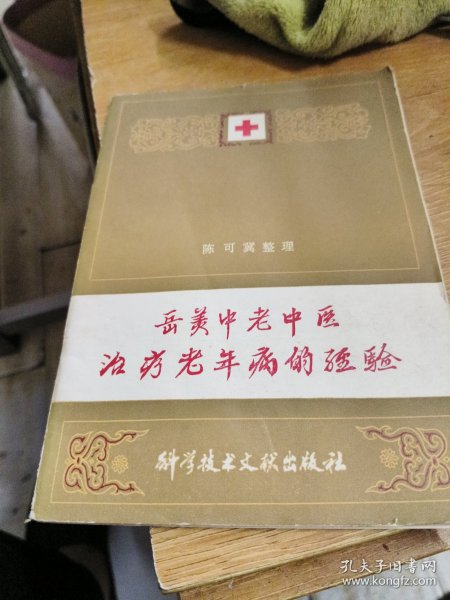 陈可冀整理
岳美中老中医
治疗老年病的经验
科学技术文献出版社
孔夫子旧书网
www.kongfz.com